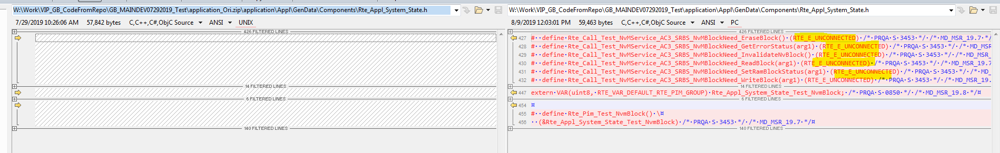 W:\Work\VIP_GB_CodeFromRepo\GB_MAINDEV07292019_Test\application_Ori.zip\application\Appl\GenData\Components\Rte_Appl_System_State.h
7/29/2019 10:26:06 AM 57,842 bytes C,C++,C#,ObjC Source ANSI UNIX
426 FILTERED LINES
14 FILTERED LINES
6 FILTERED LINES
140 FILTERED LINES
W:\Work\VIP_GB_CodeFromRepo\GB_MAINDEV07292019_Test\application\Appl\GenData\Components\Rte_Appl_System_State.h
8/9/2019 12:03:01 PM 59,463 bytes C,C++,C#,ObjC Source ANSI PC
426 FILTERED LINES
427 #··define·Rte_Call_Test_NvMService_AC3_SRBS_NvMBlockNeed_EraseBlock()·(RTE_E_UNCONNECTED)·/*·PRQA·S·3453·*/·/*·MD_MSR_19.7·*/
428 #··define·Rte_Call_Test_NvMService_AC3_SRBS_NvMBlockNeed_GetErrorStatus(arg1)·(RTE_E_UNCONNECTED)·/*·PRQA·S·3453·*/·/*·MD_MSR
429 #··define·Rte_Call_Test_NvMService_AC3_SRBS_NvMBlockNeed_InvalidateNvBlock()·(RTE_E_UNCONNECTED)·/*·PRQA·S·3453·*/·/*·MD_MSR_
430 #··define·Rte_Call_Test_NvMService_AC3_SRBS_NvMBlockNeed_ReadBlock(arg1)·(RTE_E_UNCONNECTED)·/*·PRQA·S·3453·*/·/*·MD_MSR_19.7
431 #··define·Rte_Call_Test_NvMService_AC3_SRBS_NvMBlockNeed_SetRamBlockStatus(arg1)·(RTE_E_UNCONNECTED)·/*·PRQA·S·3453·*/·/*·MD_
432 #··define·Rte_Call_Test_NvMService_AC3_SRBS_NvMBlockNeed_WriteBlock(arg1)·(RTE_E_UNCONNECTED)·/*·PRQA·S·3453·*/·/*·MD_MSR_19.
14 FILTERED LINES
447 extern·VAR(uint8,·RTE_VAR_DEFAULT_RTE_PIM_GROUP)·Rte_Appl_System_State_Test_NvmBlock;·/*·PRQA·S·0850·*/·/*·MD_MSR_19.8·*/¤
6 FILTERED LINES
454 ¤
455 #··define·Rte_Pim_Test_NvmBlock()·\¤
456 ··(&Rte_Appl_System_State_Test_NvmBlock)·/*·PRQA·S·3453·*/·/*·MD_MSR_19.7·*/¤
140 FILTERED LINES